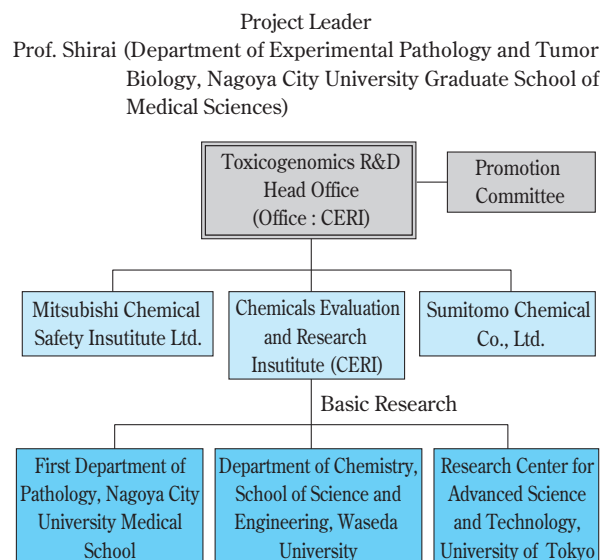 Project Leader
Prof. Shirai (Department of Experimental Pathology and Tumor
Biology, Nagoya City University Graduate School of
Medical Sciences)
Toxicogenomics R&D
Head Office
(Office : CERI)
Promotion
Committee
Mitsubishi Chemical
Safety Insutitute Ltd.
Chemicals Evaluation
and Research
Insutitute (CERI)
Sumitomo Chemical
Co., Ltd.
Basic Research
First Department of
Pathology, Nagoya City
University Medical
School
Department of Chemistry,
School of Science and
Engineering, Waseda
University
Research Center for
Advanced Science
and Technology,
University of Tokyo